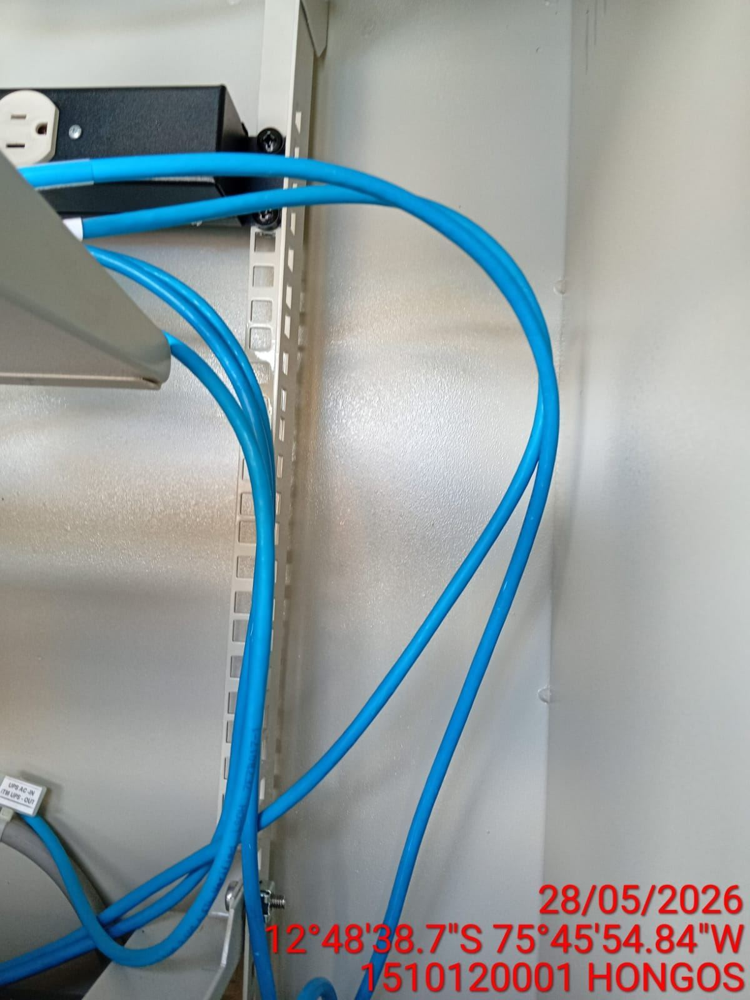 UPS AC -IN
ITM UPS - OUT
28/05/2026
12°48'38.7"S 75°45'54.84"W
1510120001 HONGOS